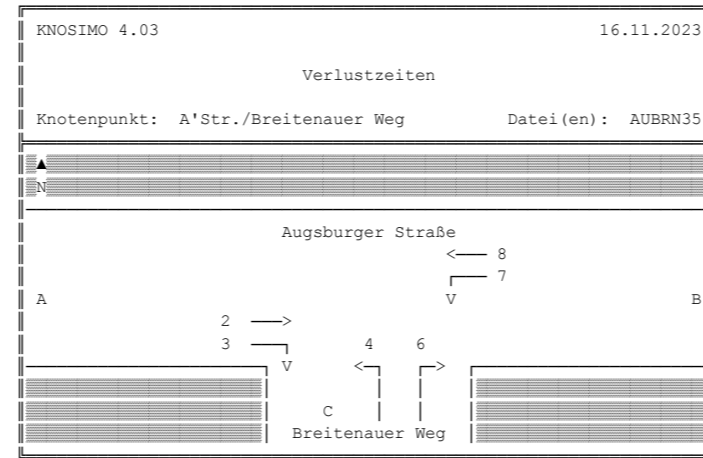 KNOSIMO 4.03 16.11.2023
Verlustzeiten
Knotenpunkt: A'Str./Breitenauer Weg Datei(en): AUBRN35
N
Augsburger Straße
8
7
A V B
2
3 4 6
V
C
Breitenauer Weg